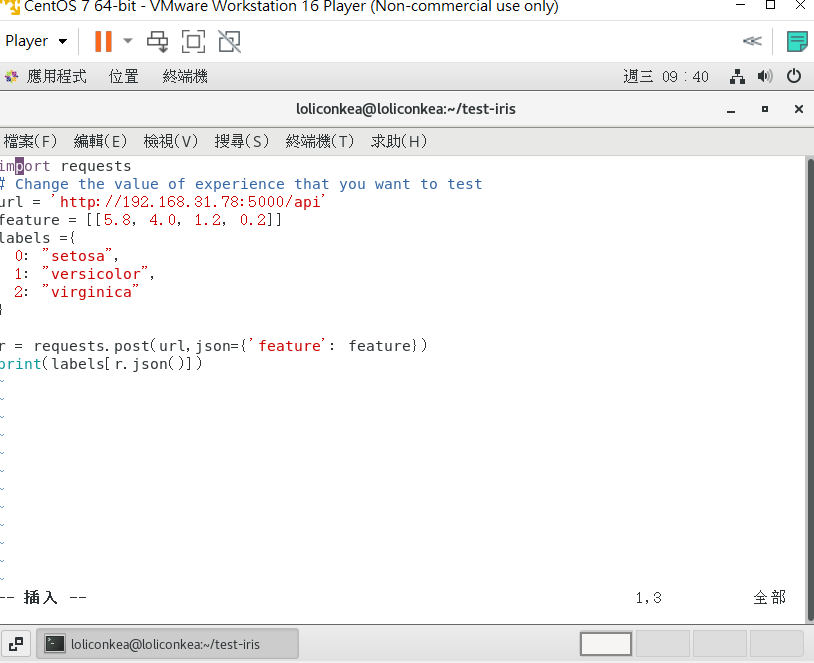 CentOS 7 64-bit - VMware Workstation 16 Player (Non-commercial use only)
Player
應用程式 位置 終端機 週三 09：40
loliconkea@loliconkea:~/test-iris
檔案(F) 編輯(E) 檢視(V) 搜尋(S) 終端機(T) 求助(H)
import requests
# Change the value of experience that you want to test
url = 'http://192.168.31.78:5000/api'
feature = [[5.8, 4.0, 1.2, 0.2]]
labels ={
  0: "setosa",
  1: "versicolor",
  2: "virginica"
}
r = requests.post(url,json={'feature': feature})
print(labels[r.json()])
~
~
~
~
~
~
~
~
~
~
~
~
-- 插入 -- 1,3 全部
loliconkea@loliconkea:~/test-iris